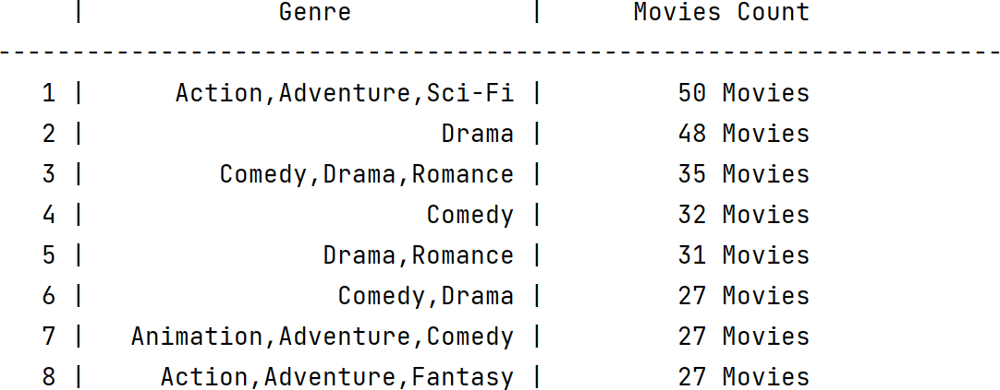 | Genre | Movies Count
--------------------------------------------------------------------
1 | Action,Adventure,Sci-Fi | 50 Movies
2 | Drama | 48 Movies
3 | Comedy,Drama,Romance | 35 Movies
4 | Comedy | 32 Movies
5 | Drama,Romance | 31 Movies
6 | Comedy,Drama | 27 Movies
7 | Animation,Adventure,Comedy | 27 Movies
8 | Action,Adventure,Fantasy | 27 Movies